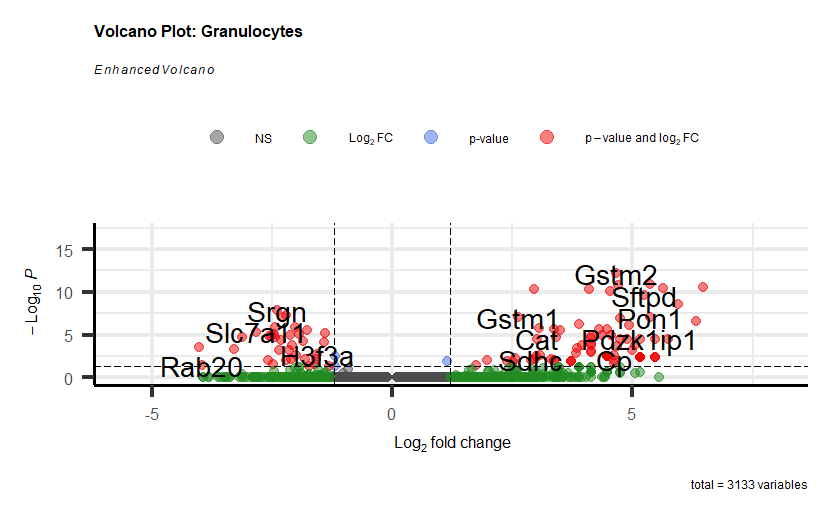 Volcano Plot: Granulocytes
EnhancedVolcano
NS
Log2 FC
p-value
p − value and log2 FC
− Log10 P
15
10
5
0
Gstm2
Sftpd
Srgn
Gstm1
Pon1
Slc7a11
Cat
Pdzk1ip1
H3f3a
Sdhc
Cp
Rab20
-5
0
5
Log2 fold change
total = 3133 variables